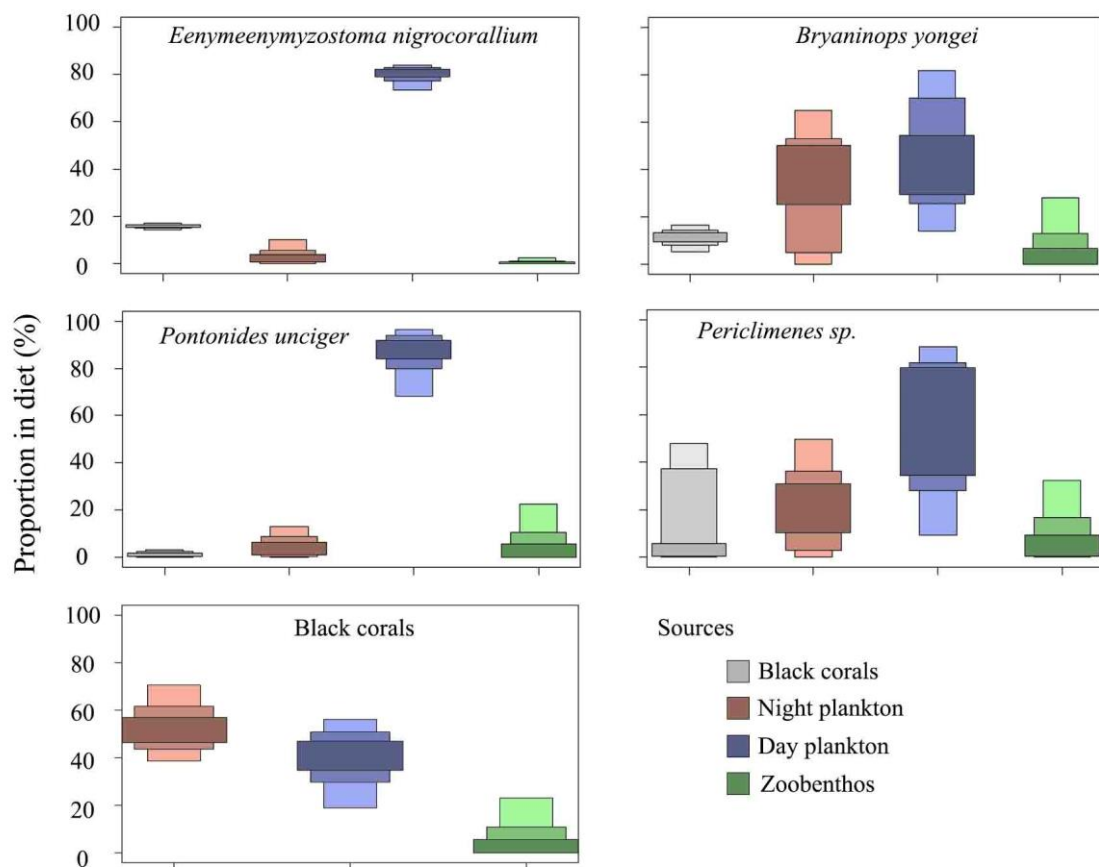 Proportion in diet (%)
Eenymeenymyzostoma nigrocorallium
100
80
60
40
20
0
Bryaninops yongei
Pontonides unciger
100
80
60
40
20
0
Periclimenes sp.
Black corals
100
80
60
40
20
0
Sources
Black corals
Night plankton
Day plankton
Zoobenthos